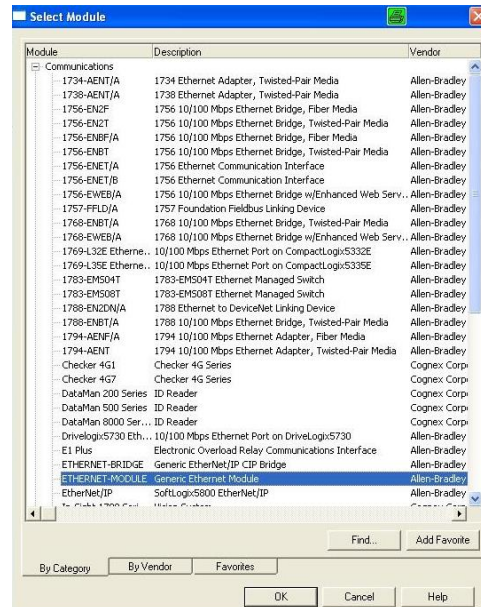 Select Module
Module Description Vendor
Communications
1734-AENT/A 1734 Ethernet Adapter, Twisted-Pair Media Allen-Bradley
1738-AENT/A 1738 Ethernet Adapter, Twisted-Pair Media Allen-Bradley
1756-EN2F 1756 10/100 Mbps Ethernet Bridge, Fiber Media Allen-Bradley
1756-EN2T 1756 10/100 Mbps Ethernet Bridge, Twisted-Pair Media Allen-Bradley
1756-ENBF/A 1756 10/100 Mbps Ethernet Bridge, Fiber Media Allen-Bradley
1756-ENBT 1756 10/100 Mbps Ethernet Bridge, Twisted-Pair Media Allen-Bradley
1756-ENET/A 1756 Ethernet Communication Interface Allen-Bradley
1756-ENET/B 1756 Ethernet Communication Interface Allen-Bradley
1756-EWEB/A 1756 10/100 Mbps Ethernet Bridge w/Enhanced Web Serv.. Allen-Bradley
1757-FFLD/A 1757 Foundation Fieldbus Linking Device Allen-Bradley
1768-ENBT/A 1768 10/100 Mbps Ethernet Bridge, Twisted-Pair Media Allen-Bradley
1768-EWEB/A 1768 10/100 Mbps Ethernet Bridge w/Enhanced Web Serv.. Allen-Bradley
1769-L32E Etherne.. 10/100 Mbps Ethernet Port on CompactLogix5332E Allen-Bradley
1769-L35E Etherne.. 10/100 Mbps Ethernet Port on CompactLogix5335E Allen-Bradley
1783-EMS04T 1783-EMS04T Ethernet Managed Switch Allen-Bradley
1783-EMS08T 1783-EMS08T Ethernet Managed Switch Allen-Bradley
1788-EN2DN/A 1788 Ethernet to DeviceNet Linking Device Allen-Bradley
1788-ENBT/A 1788 10/100 Mbps Ethernet Bridge, Twisted-Pair Media Allen-Bradley
1794-AENF/A 1794 10/100 Mbps Ethernet Adapter, Fiber Media Allen-Bradley
1794-AENT 1794 10/100 Mbps Ethernet Adapter, Twisted-Pair Media Allen-Bradley
Checker 4G1 Checker 4G Series Cognex Corp
Checker 4G7 Checker 4G Series Cognex Corp
DataMan 200 Series ID Reader Cognex Corp
DataMan 500 Series ID Reader Cognex Corp
DataMan 8000 Ser... ID Reader Cognex Corp
Drivelogix5730 Eth... 10/100 Mbps Ethernet Port on DriveLogix5730 Allen-Bradley
E1 Plus Electronic Overload Relay Communications Interface Allen-Bradley
ETHERNET-BRIDGE Generic EtherNet/IP CIP Bridge Allen-Bradley
ETHERNET-MODULE Generic Ethernet Module Allen-Bradley
EtherNet/IP SoftLogix5800 EtherNet/IP Allen-Bradley
Find... Add Favorite
By Category By Vendor Favorites
OK Cancel Help